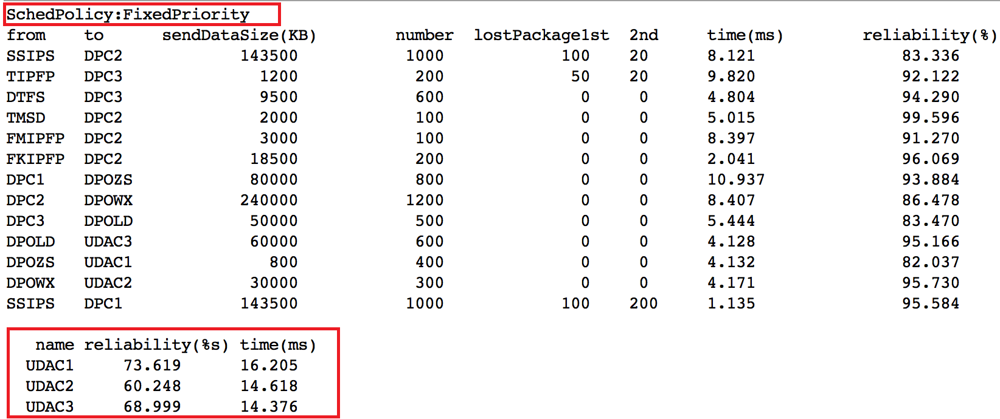 SchedPolicy:FixedPriority
from to sendDataSize(KB) number lostPackage1st 2nd time(ms) reliability(%)
SSIPS DPC2 143500 1000 100 20 8.121 83.336
TIPFP DPC3 1200 200 50 20 9.820 92.122
DTFS DPC3 9500 600 0 0 4.804 94.290
TMSD DPC2 2000 100 0 0 5.015 99.596
FMIPFP DPC2 3000 100 0 0 8.397 91.270
FKIPFP DPC2 18500 200 0 0 2.041 96.069
DPC1 DPOZS 80000 800 0 0 10.937 93.884
DPC2 DPOWX 240000 1200 0 0 8.407 86.478
DPC3 DPOLD 50000 500 0 0 5.444 83.470
DPOLD UDAC3 60000 600 0 0 4.128 95.166
DPOZS UDAC1 800 400 0 0 4.132 82.037
DPOWX UDAC2 30000 300 0 0 4.171 95.730
SSIPS DPC1 143500 1000 100 200 1.135 95.584
name reliability(%s) time(ms)
UDAC1 73.619 16.205
UDAC2 60.248 14.618
UDAC3 68.999 14.376